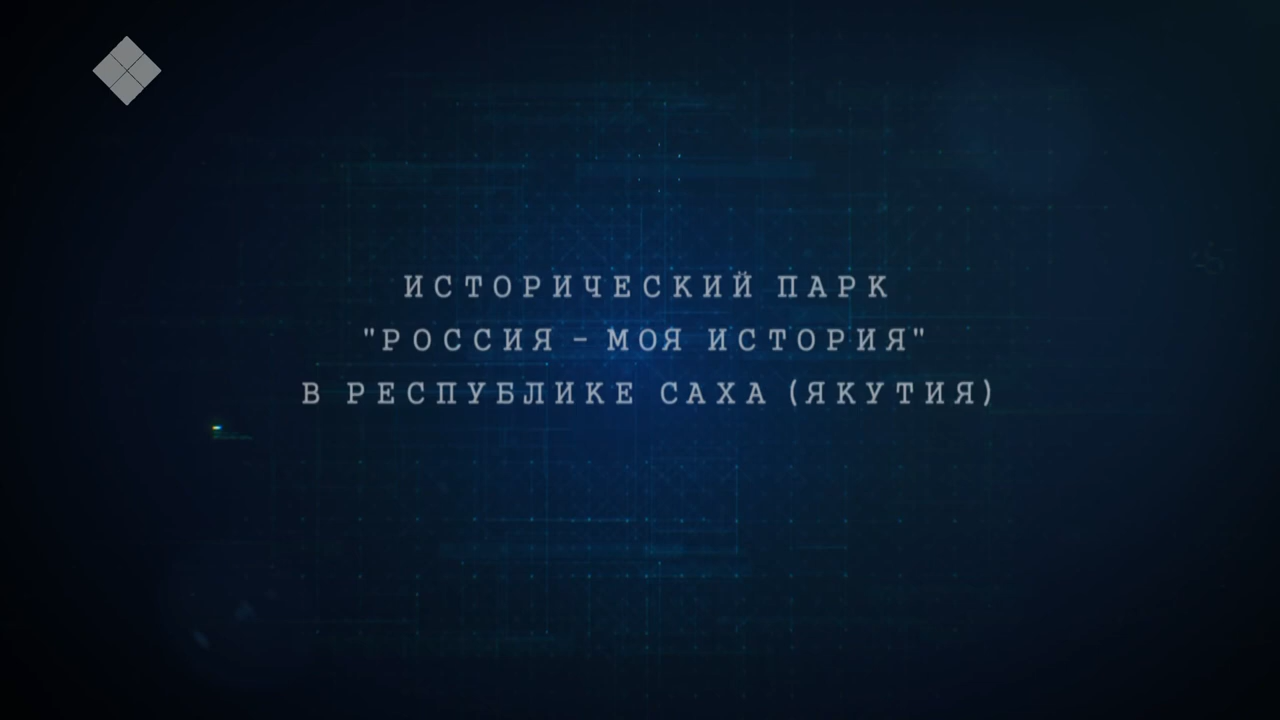 ИСТОРИЧЕСКИЙ ПАРК
"РОССИЯ - МОЯ ИСТОРИЯ"
В РЕСПУБЛИКЕ САХА (ЯКУТИЯ)